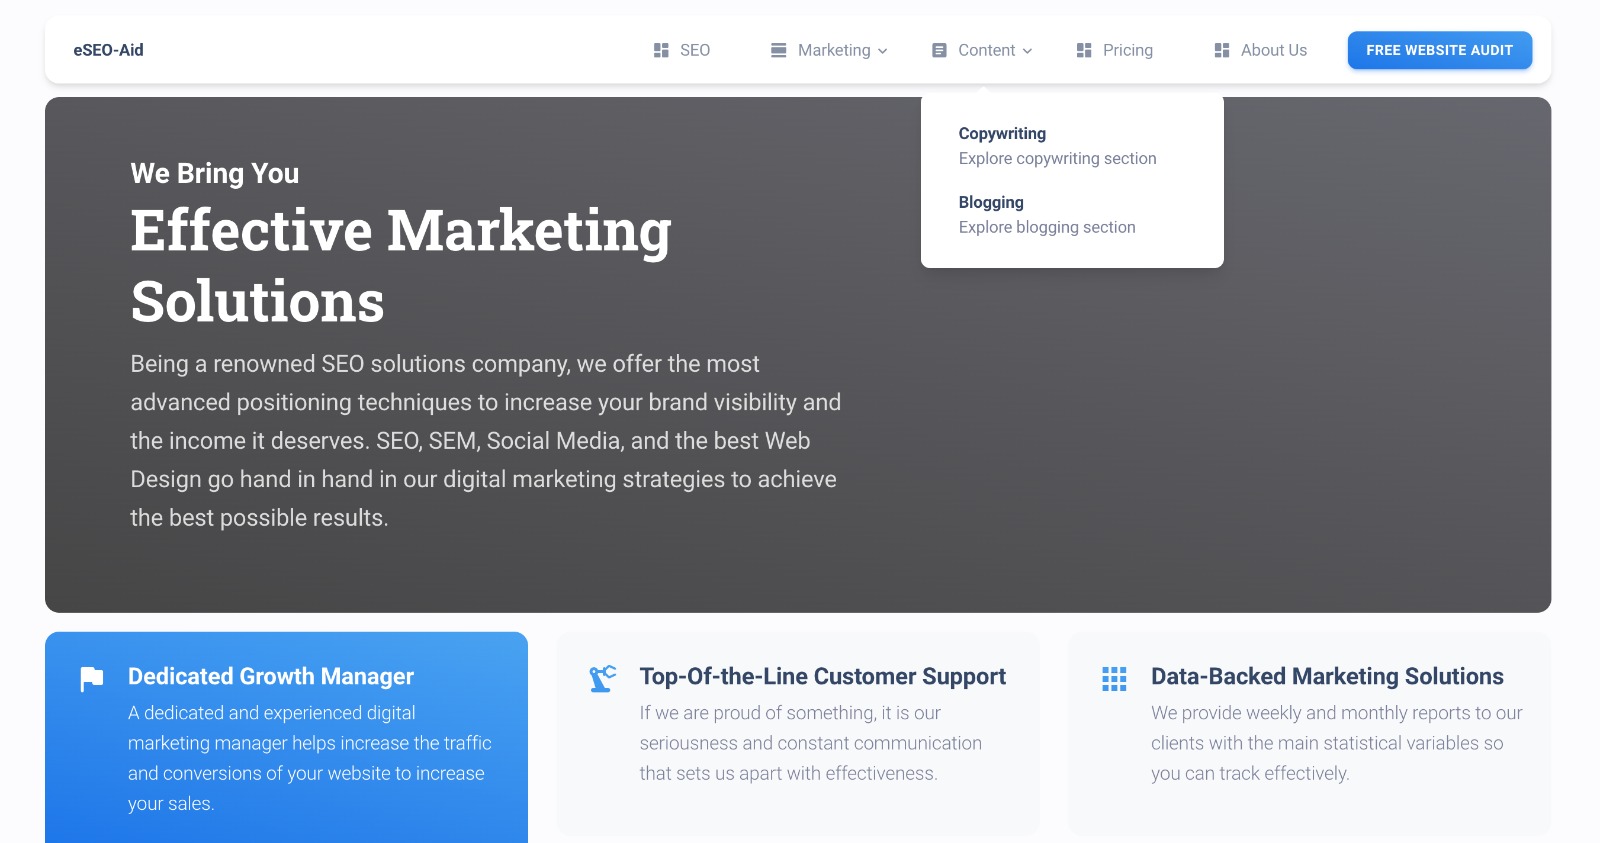 eSEO-Aid
SEO
Marketing
Content
Pricing
About Us
FREE WEBSITE AUDIT
Copywriting
Explore copywriting section
Blogging
Explore blogging section
We Bring You
Effective Marketing
Solutions
Being a renowned SEO solutions company, we offer the most
advanced positioning techniques to increase your brand visibility and
the income it deserves. SEO, SEM, Social Media, and the best Web
Design go hand in hand in our digital marketing strategies to achieve
the best possible results.
Dedicated Growth Manager
A dedicated and experienced digital
marketing manager helps increase the traffic
and conversions of your website to increase
your sales.
Top-Of-the-Line Customer Support
If we are proud of something, it is our
seriousness and constant communication
that sets us apart with effectiveness.
Data-Backed Marketing Solutions
We provide weekly and monthly reports to our
clients with the main statistical variables so
you can track effectively.